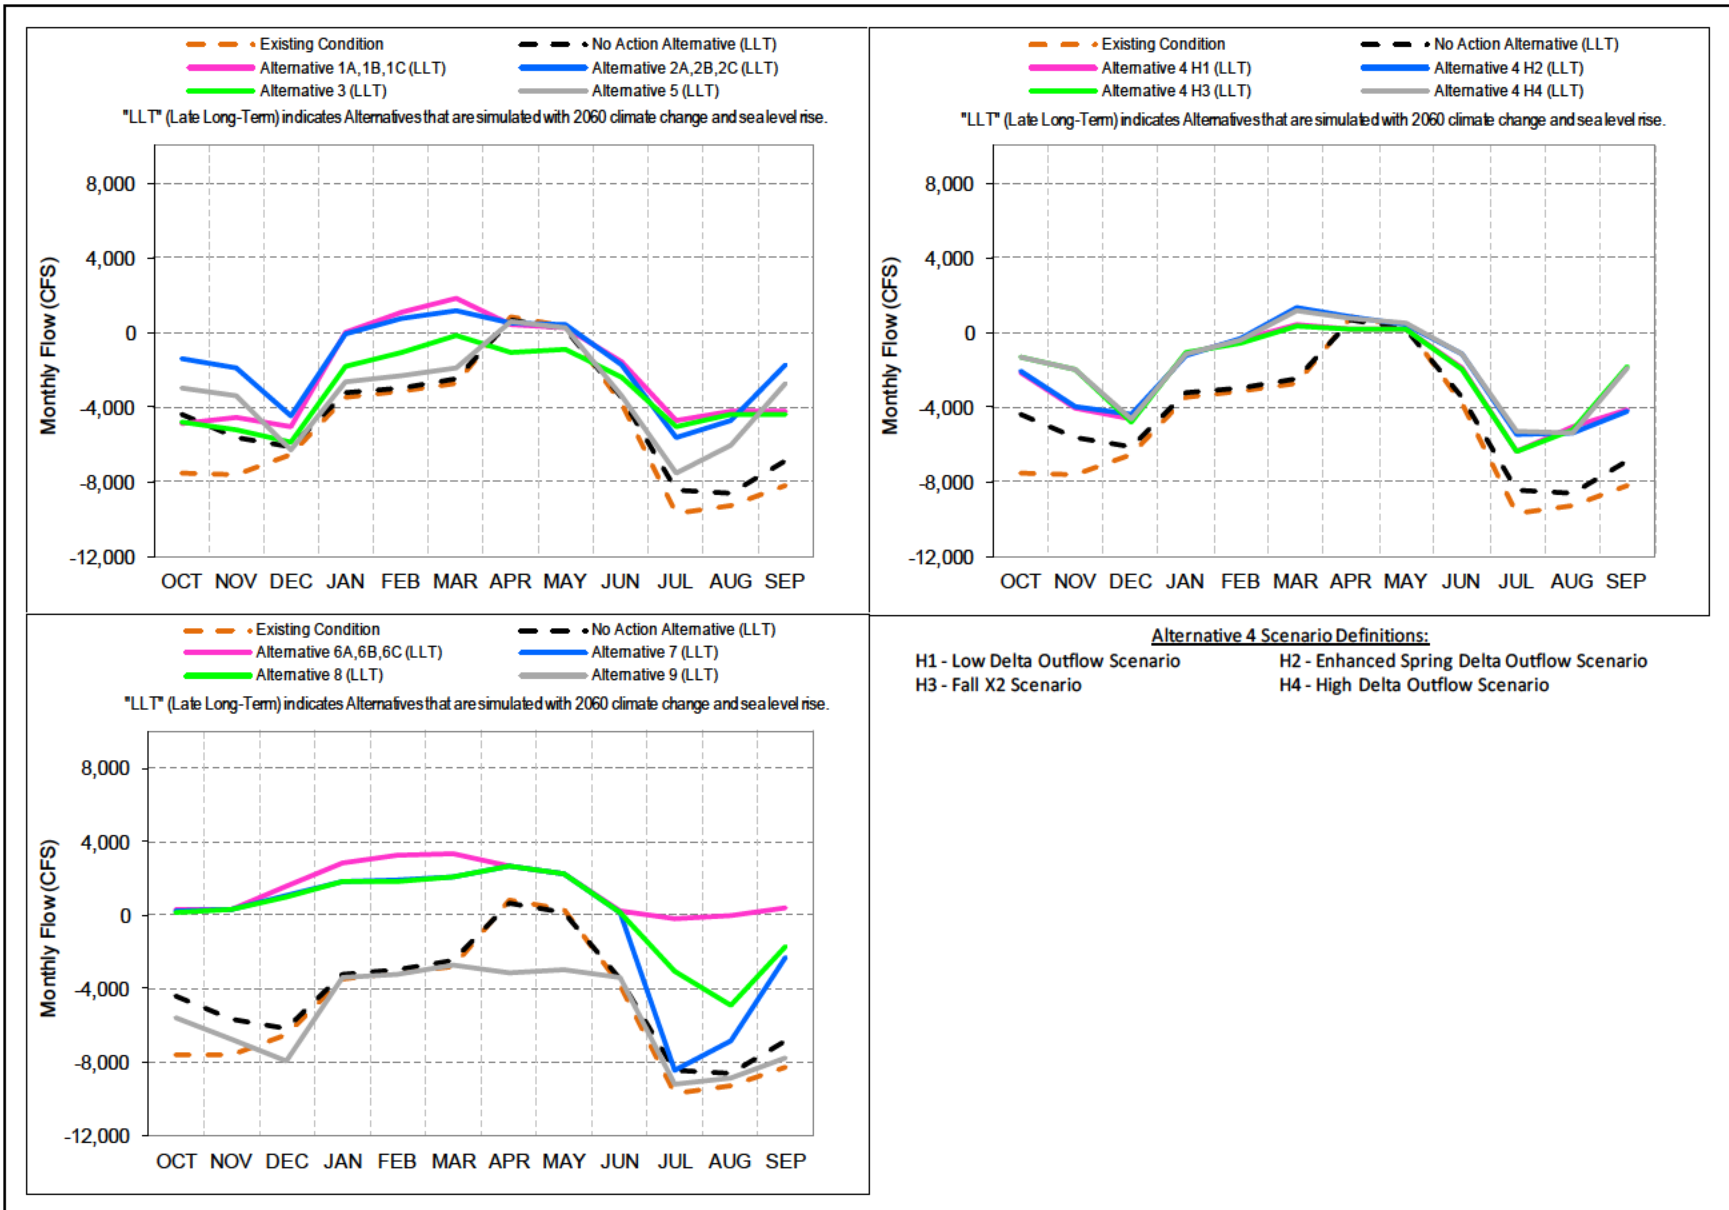 Existing Condition No Action Alternative (LLT)
Alternative 1A,1B,1C (LLT) Alternative 2A,2B,2C (LLT)
Alternative 3 (LLT) Alternative 5 (LLT)
"LLT" (Late Long-Term) indicates Alternatives that are simulated with 2060 climate change and sea level rise.
8,000
4,000
0
-4,000
-8,000
-12,000
Monthly Flow (CFS)
OCT NOV DEC JAN FEB MAR APR MAY JUN JUL AUG SEP
Existing Condition No Action Alternative (LLT)
Alternative 4 H1 (LLT) Alternative 4 H2 (LLT)
Alternative 4 H3 (LLT) Alternative 4 H4 (LLT)
"LLT" (Late Long-Term) indicates Alternatives that are simulated with 2060 climate change and sea level rise.
8,000
4,000
0
-4,000
-8,000
-12,000
Monthly Flow (CFS)
OCT NOV DEC JAN FEB MAR APR MAY JUN JUL AUG SEP
Existing Condition No Action Alternative (LLT)
Alternative 6A,6B,6C (LLT) Alternative 7 (LLT)
Alternative 8 (LLT) Alternative 9 (LLT)
"LLT" (Late Long-Term) indicates Alternatives that are simulated with 2060 climate change and sea level rise.
8,000
4,000
0
-4,000
-8,000
-12,000
Monthly Flow (CFS)
OCT NOV DEC JAN FEB MAR APR MAY JUN JUL AUG SEP
Alternative 4 Scenario Definitions:
H1 - Low Delta Outflow Scenario H2 - Enhanced Spring Delta Outflow Scenario
H3 - Fall X2 Scenario H4 - High Delta Outflow Scenario